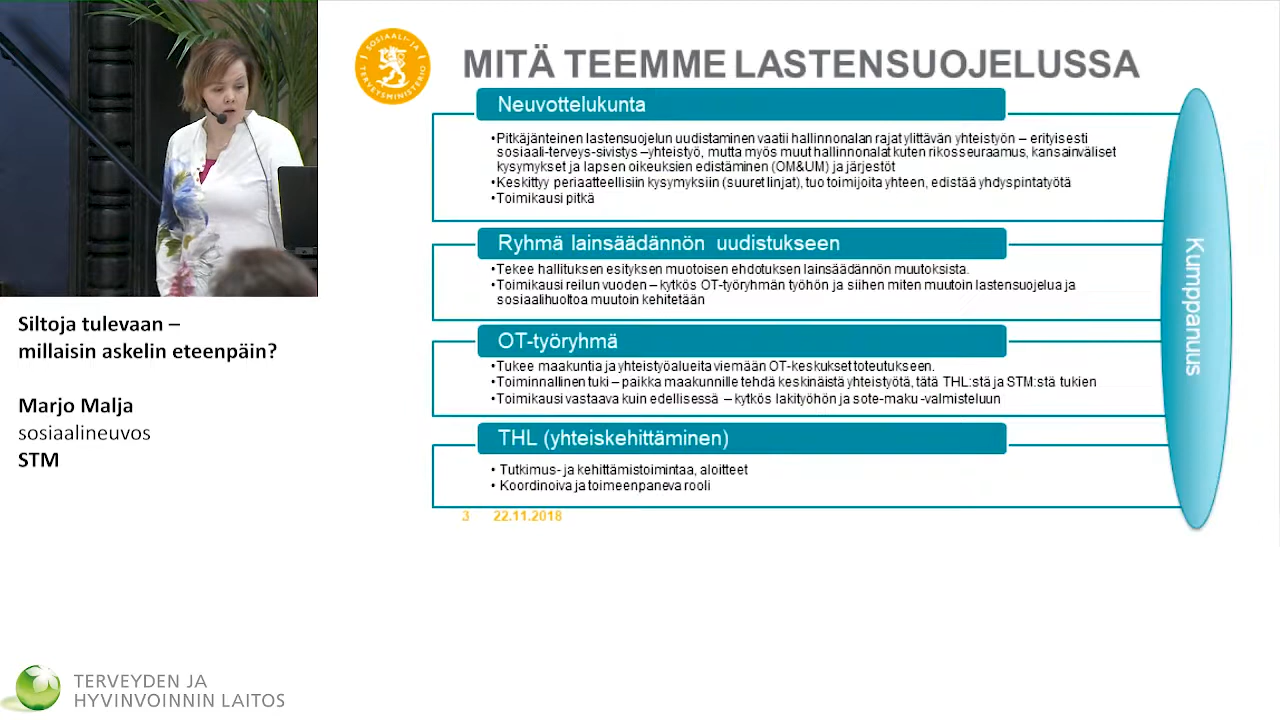 SOSIAALI- JA TERVEYSMINISTERIÖ
MITÄ TEEMME LASTENSUOJELUSSA
Neuvottelukunta
•Pitkäjänteinen lastensuojelun uudistaminen vaatii hallinnonalan rajat ylittävän yhteistyön – erityisesti
sosiaali-terveys-sivistys –yhteistyö, mutta myös muut hallinnonalat kuten rikosseuraamus, kansainväliset
kysymykset ja lapsen oikeuksien edistäminen (OM&UM) ja järjestöt
•Keskittyy periaatteellisiin kysymyksiin (suuret linjat), tuo toimijoita yhteen, edistää yhdyspintatyötä
•Toimikausi pitkä
Ryhmä lainsäädännön uudistukseen
•Tekee hallituksen esityksen muotoisen ehdotuksen lainsäädännön muutoksista.
•Toimikausi reilun vuoden – kytkös OT-työryhmän työhön ja siihen miten muutoin lastensuojelua ja
sosiaalihuoltoa muutoin kehitetään
OT-työryhmä
•Tukee maakuntia ja yhteistyöalueita viemään OT-keskukset toteutukseen.
•Toiminnallinen tuki – paikka maakunnille tehdä keskinäistä yhteistyötä, tätä THL:stä ja STM:stä tukien
•Toimikausi vastaava kuin edellisessä – kytkös lakityöhön ja sote-maku -valmisteluun
THL (yhteiskehittäminen)
• Tutkimus- ja kehittämistoimintaa, aloitteet
• Koordinoiva ja toimeenpaneva rooli
Kumppanuus
3 22.11.2018
Siltoja tulevaan –
millaisin askelin eteenpäin?
Marjo Malja
sosiaalineuvos
STM
TERVEYDEN JA
HYVINVOINNIN LAITOS